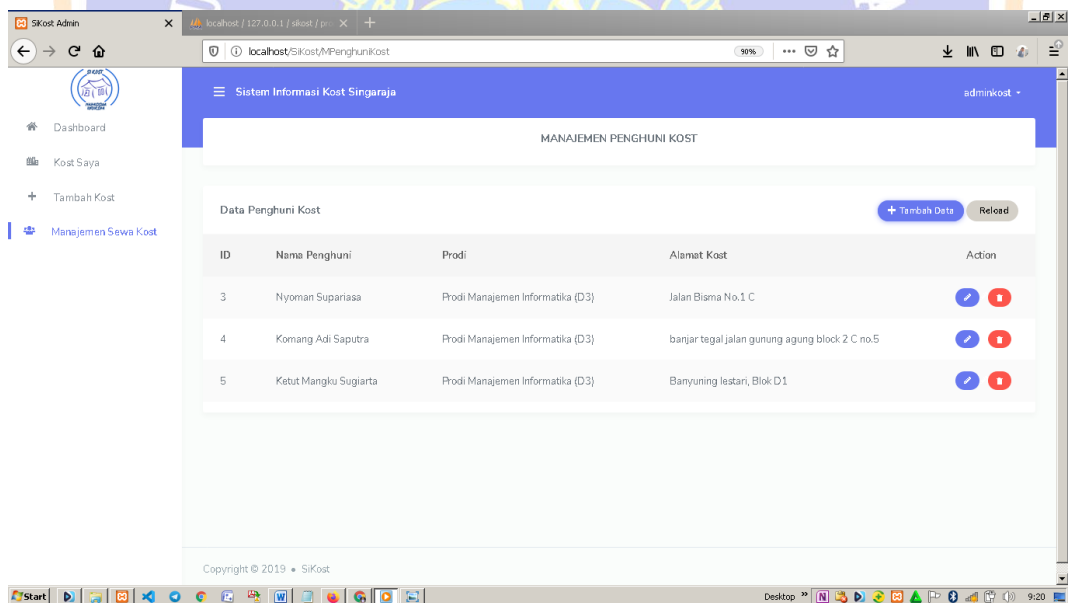 SiKost Admin
localhost / 127.0.0.1 / sikost / pro
localhost/SiKost/MPenghuniKost
90%
SI KOST
Sistem Informasi Kost Singaraja
adminkost
Dashboard
Kost Saya
Tambah Kost
Manajemen Sewa Kost
MANAJEMEN PENGHUNI KOST
Data Penghuni Kost
+ Tambah Data
Reload
ID Nama Penghuni Prodi Alamat Kost Action
3 Nyoman Supariasa Prodi Manajemen Informatika (D3) Jalan Bisma No.1 C
4 Komang Adi Saputra Prodi Manajemen Informatika (D3) banjar tegal jalan gunung agung block 2 C no.5
5 Ketut Mangku Sugiarta Prodi Manajemen Informatika (D3) Banyuning lestari, Blok D1
Copyright © 2019 • SiKost
Start
Desktop »
9:20